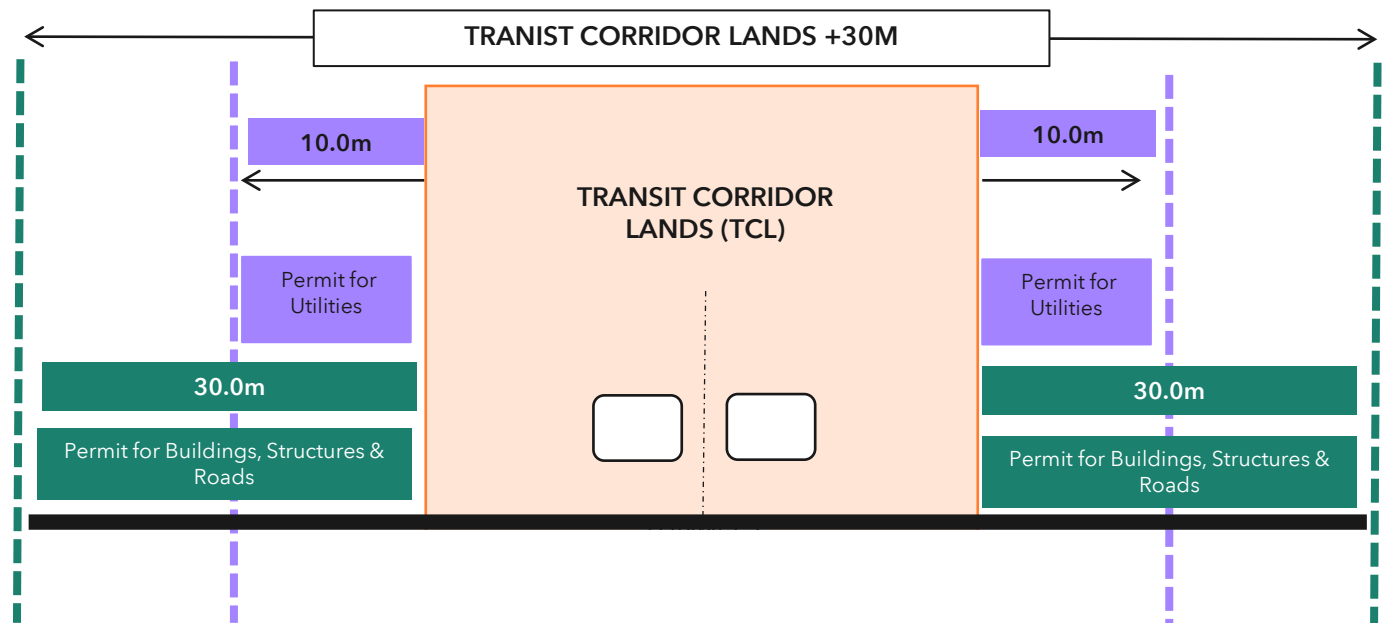 TRANIST CORRIDOR LANDS +30M
10.0m
10.0m
TRANSIT CORRIDOR
LANDS (TCL)
Permit for
Utilities
Permit for
Utilities
30.0m
30.0m
Permit for Buildings, Structures &
Roads
Permit for Buildings, Structures &
Roads